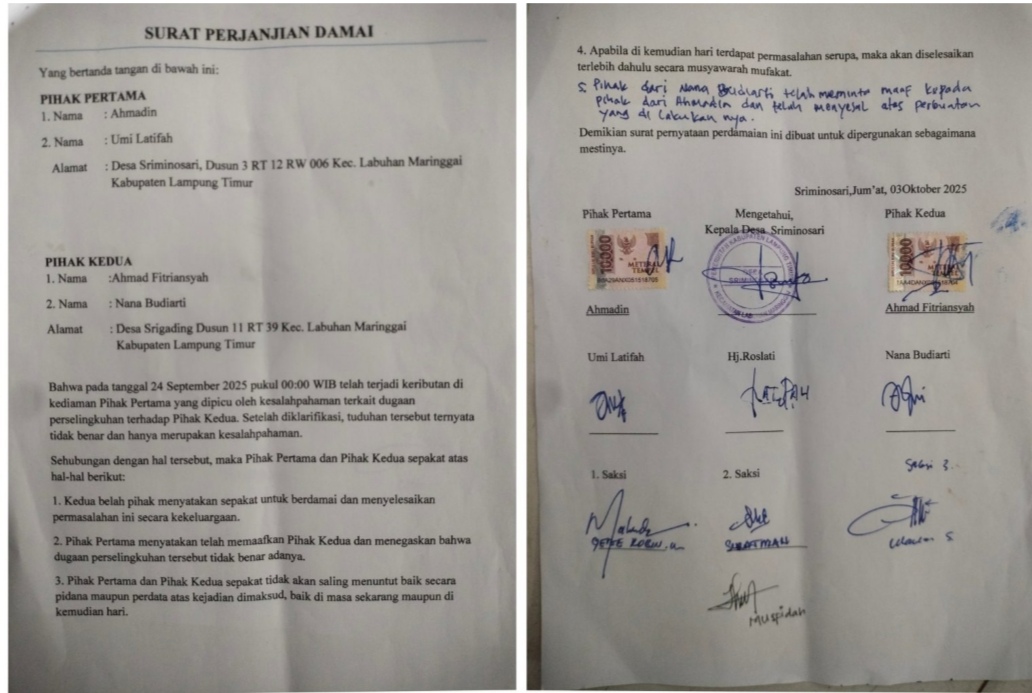 SURAT PERJANJIAN DAMAI
Yang bertanda tangan di bawah ini:
PIHAK PERTAMA
1. Nama : Ahmadin
2. Nama : Umi Latifah
Alamat : Desa Sriminosari, Dusun 3 RT 12 RW 006 Kec. Labuhan Maringgai
Kabupaten Lampung Timur
PIHAK KEDUA
1. Nama :Ahmad Fitriansyah
2. Nama : Nana Budiarti
Alamat : Desa Srigading Dusun 11 RT 39 Kec. Labuhan Maringgai
Kabupaten Lampung Timur
Bahwa pada tanggal 24 September 2025 pukul 00:00 WIB telah terjadi keributan di
kediaman Pihak Pertama yang dipicu oleh kesalahpahaman terkait dugaan
perselingkuhan terhadap Pihak Kedua. Setelah diklarifikasi, tuduhan tersebut ternyata
tidak benar dan hanya merupakan kesalahpahaman.
Sehubungan dengan hal tersebut, maka Pihak Pertama dan Pihak Kedua sepakat atas
hal-hal berikut:
1. Kedua belah pihak menyatakan sepakat untuk berdamai dan menyelesaikan
permasalahan ini secara kekeluargaan.
2. Pihak Pertama menyatakan telah memaafkan Pihak Kedua dan menegaskan bahwa
dugaan perselingkuhan tersebut tidak benar adanya.
3. Pihak Pertama dan Pihak Kedua sepakat tidak akan saling menuntut baik secara
pidana maupun perdata atas kejadian dimaksud, baik di masa sekarang maupun di
kemudian hari.
4. Apabila di kemudian hari terdapat permasalahan serupa, maka akan diselesaikan
terlebih dahulu secara musyawarah mufakat.
5. Pihak dari Nana Budiarti telah meminta maaf kepada
pihak dari Ahmadin dan telah menyesal atas perbuatan
yang di lakukan nya.
Demikian surat pernyataan perdamaian ini dibuat untuk dipergunakan sebagaimana
mestinya.
Sriminosari,Jum'at, 03Oktober 2025
Pihak Pertama Mengetahui, Pihak Kedua
Kepala Desa Sriminosari
10000 METERAI TEMPEL
10000 METERAI TEMPEL
Ahmadin Ahmad Fitriansyah
Umi Latifah Hj.Roslati Nana Budiarti
1. Saksi 2. Saksi Saksi 3.
Muspidah